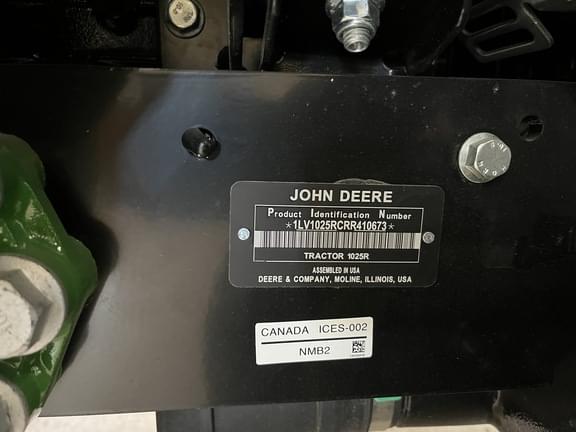 JOHN DEERE
Product Identification Number
*1LV1025RCRR410673*
TRACTOR 1025R
ASSEMBLED IN USA
DEERE & COMPANY, MOLINE, ILLINOIS, USA
CANADA ICES-002
NMB2